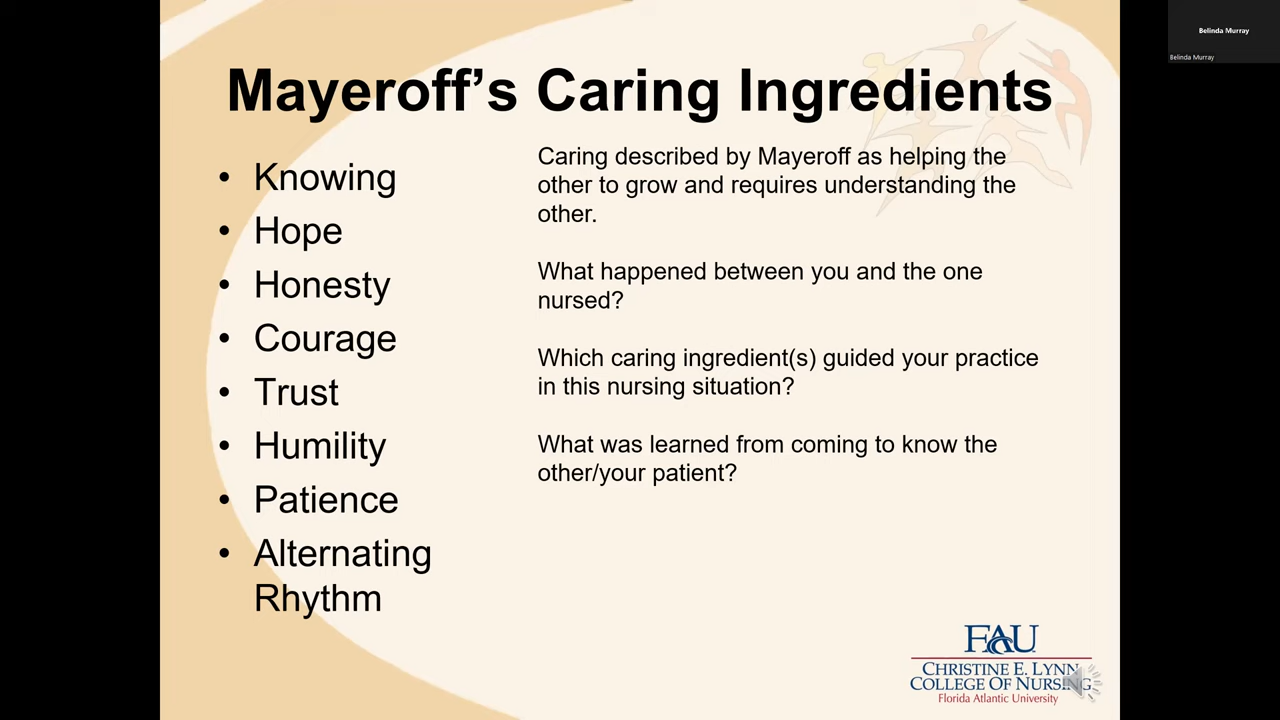 Mayeroff's Caring Ingredients
• Knowing
• Hope
• Honesty
• Courage
• Trust
• Humility
• Patience
• Alternating
Rhythm
Caring described by Mayeroff as helping the
other to grow and requires understanding the
other.
What happened between you and the one
nursed?
Which caring ingredient(s) guided your practice
in this nursing situation?
What was learned from coming to know the
other/your patient?
FAU
CHRISTINE E. LYNN
COLLEGE OF NURSING
Florida Atlantic University
Belinda Murray
Belinda Murray